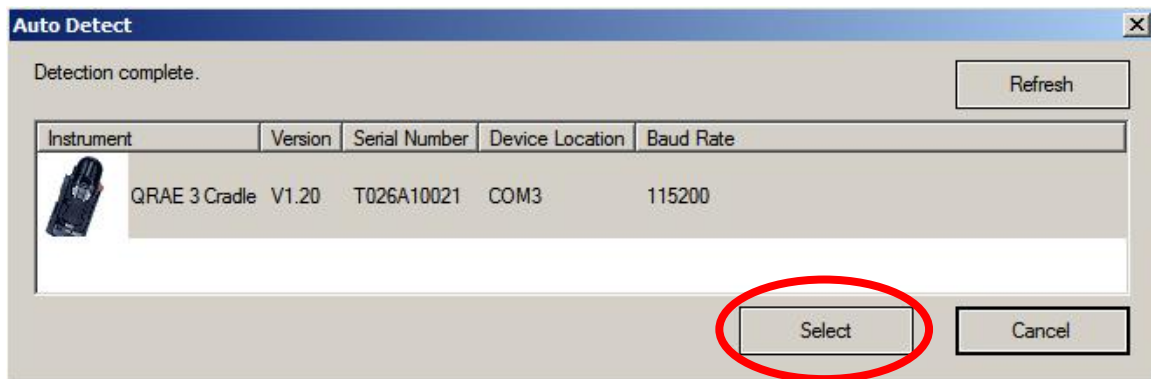 Auto Detect
Detection complete.
Refresh
Instrument Version Serial Number Device Location Baud Rate
QRAE 3 Cradle V1.20 T026A10021 COM3 115200
Select Cancel